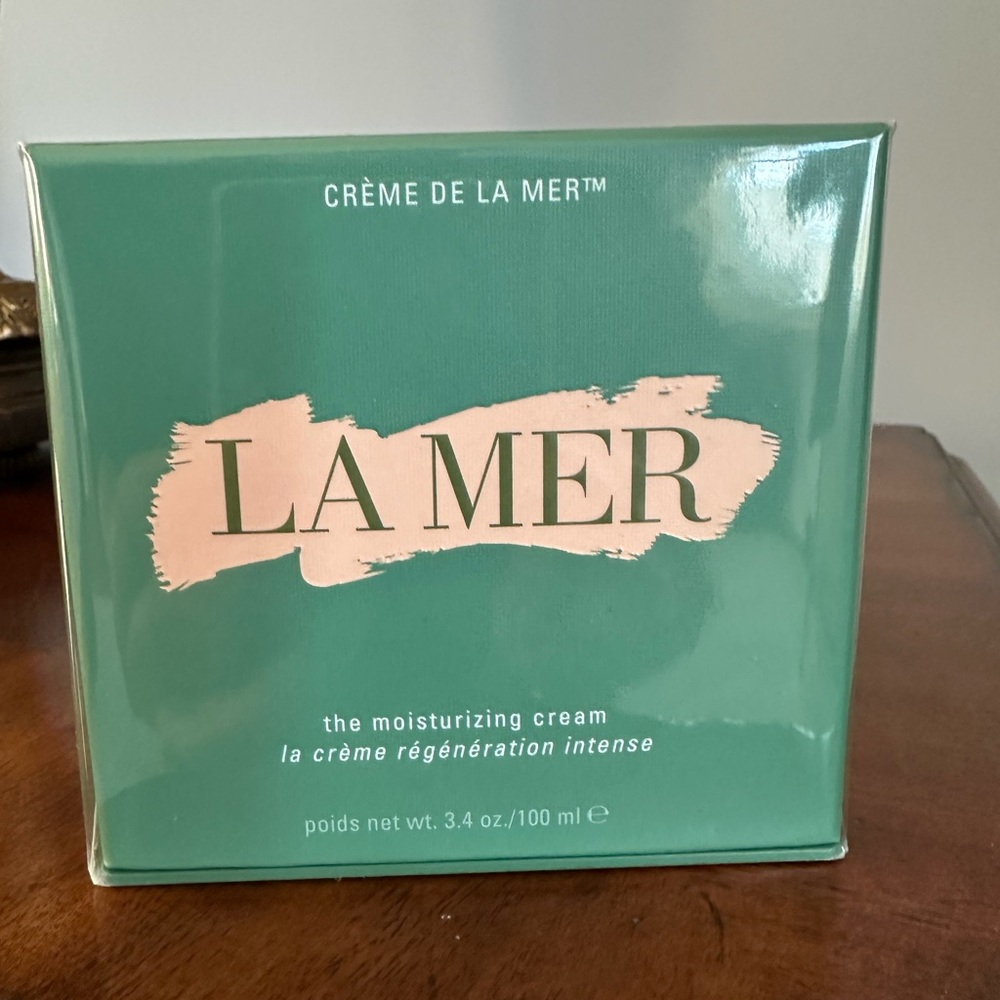 CRÈME DE LA MER™
LA MER
the moisturizing cream
la crème régénération intense
poids net wt. 3.4 oz./100 ml ℮